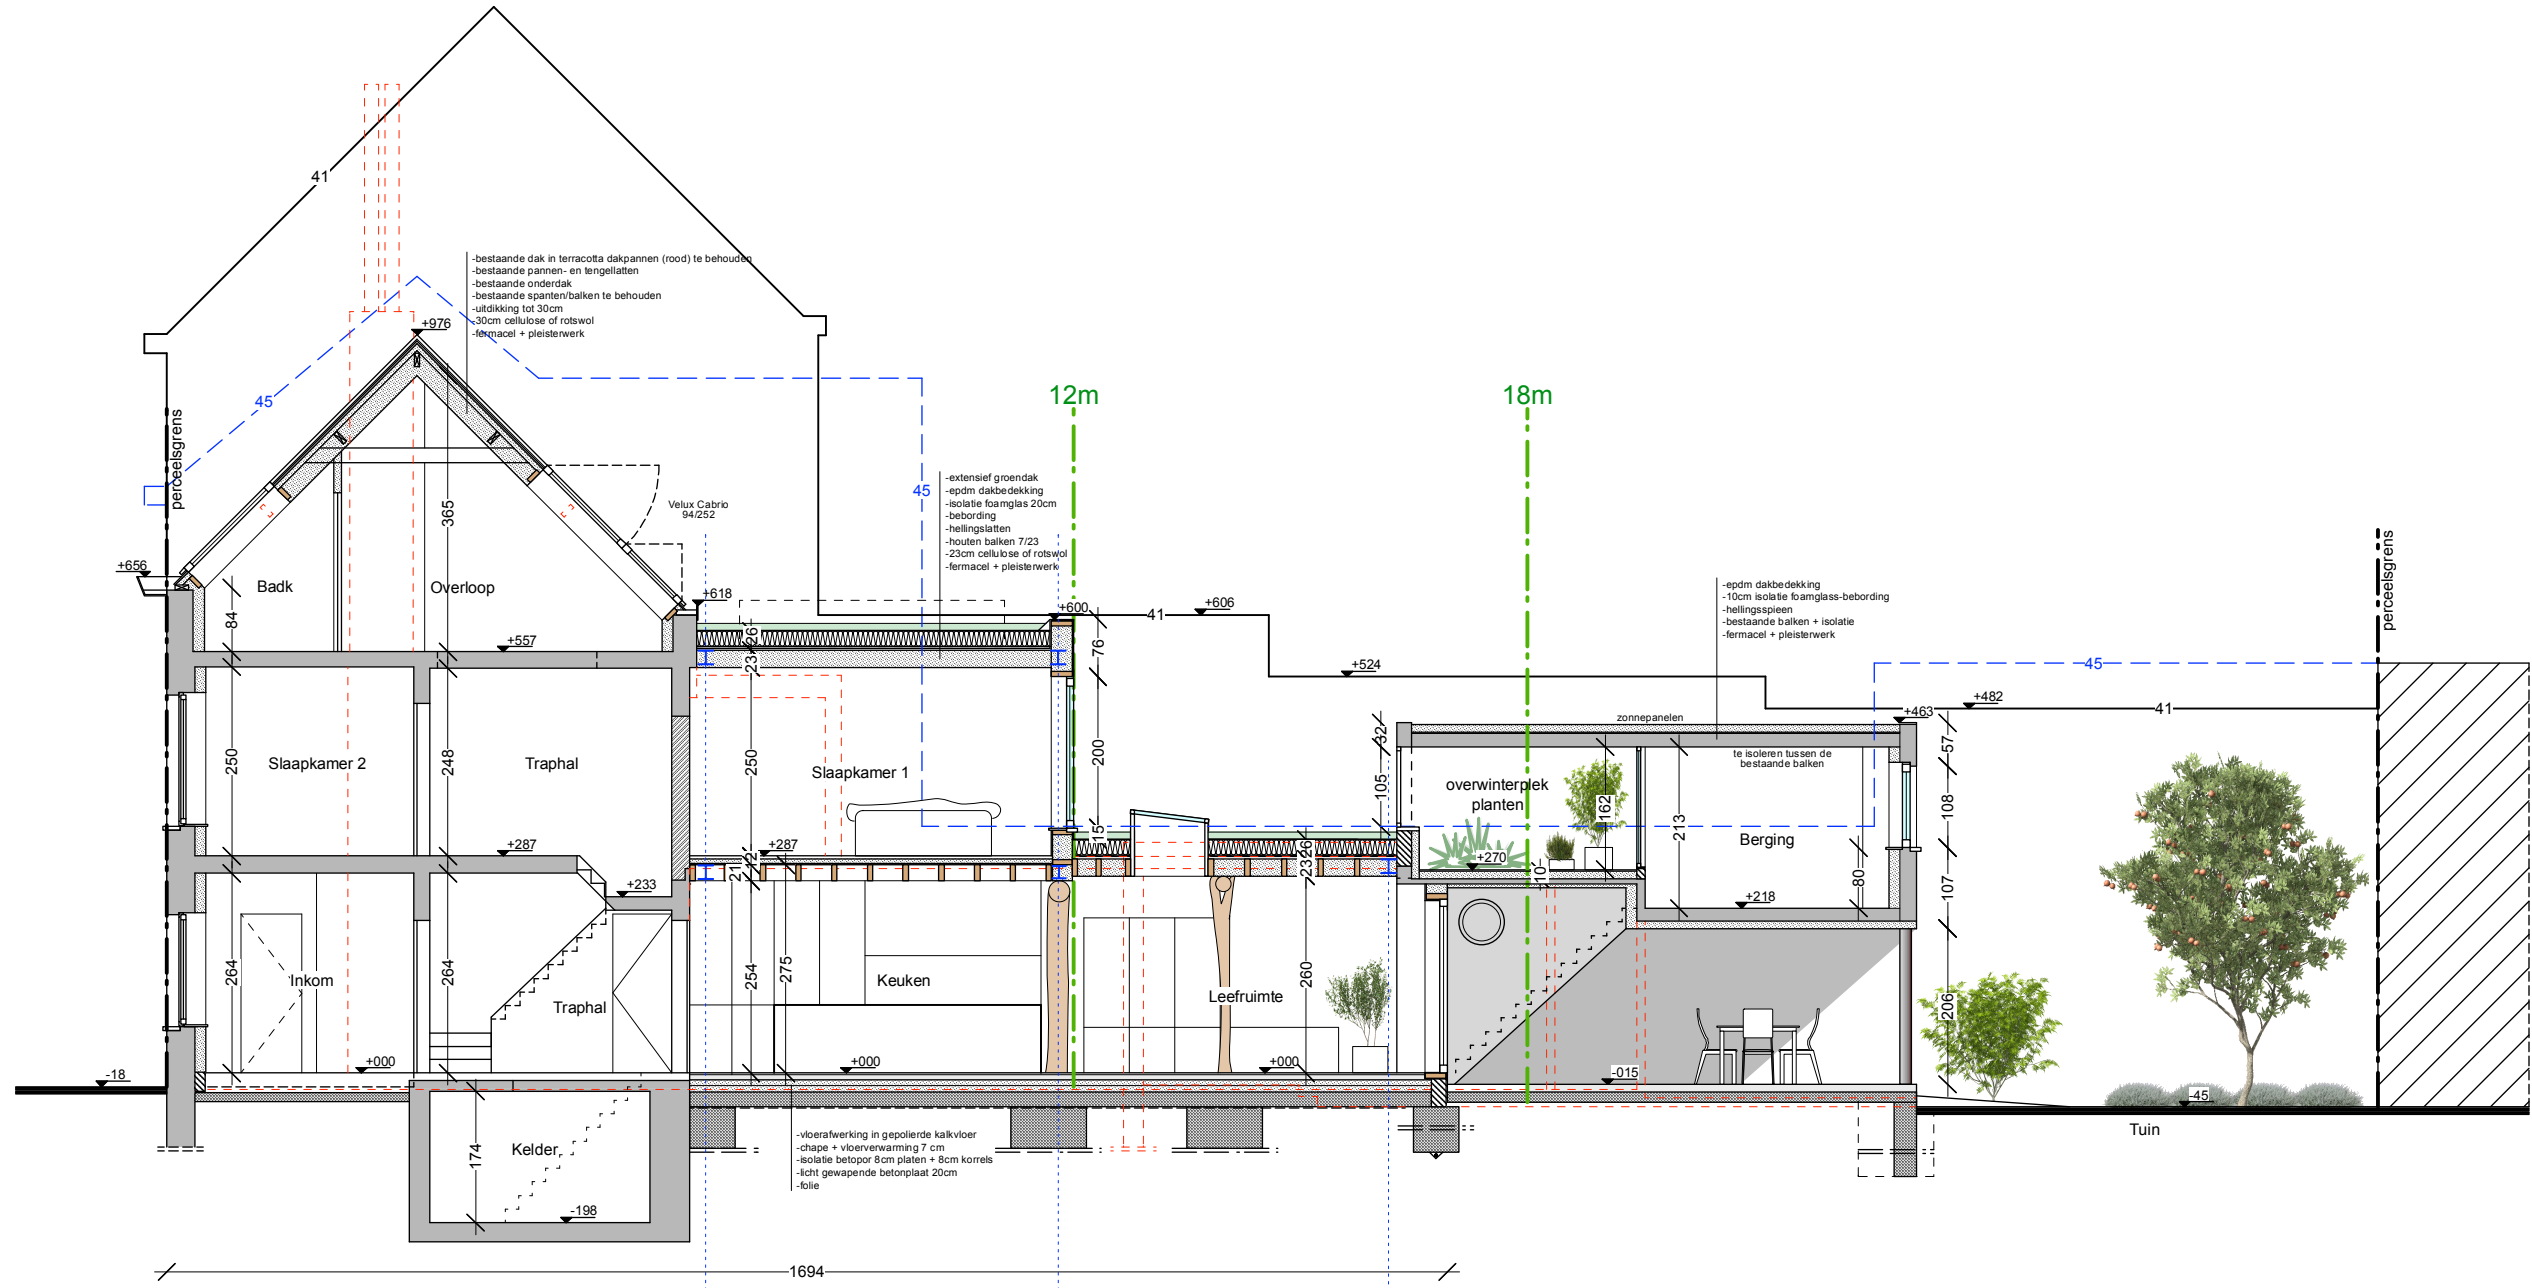 41
-bestaande dak in terracotta dakpannen (rood) te behouden
-bestaande pannen- en tengellatten
-bestaande onderdak
-bestaande spanten/balken te behouden
-uitdikking tot 30cm
-30cm cellulose of rotswol
-fermacel + pleisterwerk
+976
45
perceelsgrens
12m
18m
45
-extensief groendak
-epdm dakbedekking
-isolatie foamglas 20cm
-bebording
-hellingslatten
-houten balken 7/23
-23cm cellulose of rotswol
-fermacel + pleisterwerk
Velux Cabrio
94/252
365
+656
Badk
Overloop
84
+557
+618
+600
41
+606
+524
-epdm dakbedekking
-10cm isolatie foamglass-bebording
-hellingsspieen
-bestaande balken + isolatie
-fermacel + pleisterwerk
perceelsgrens
45
+482
41
+463
zonnepanelen
te isoleren tussen de
bestaande balken
26
23
76
200
15
32
105
57
108
107
206
250
Slaapkamer 2
248
Traphal
250
Slaapkamer 1
overwinterplek
planten
162
213
Berging
80
+287
+287
12
21
+233
23
26
+270
10
+218
264
Inkom
264
Traphal
254
275
Keuken
Leefruimte
260
+000
+000
+000
-015
-18
-45
Tuin
174
Kelder
-198
-vloerafwerking in gepolierde kalkvloer
-chape + vloerverwarming 7 cm
-isolatie betopor 8cm platen + 8cm korrels
-licht gewapende betonplaat 20cm
-folie
1694